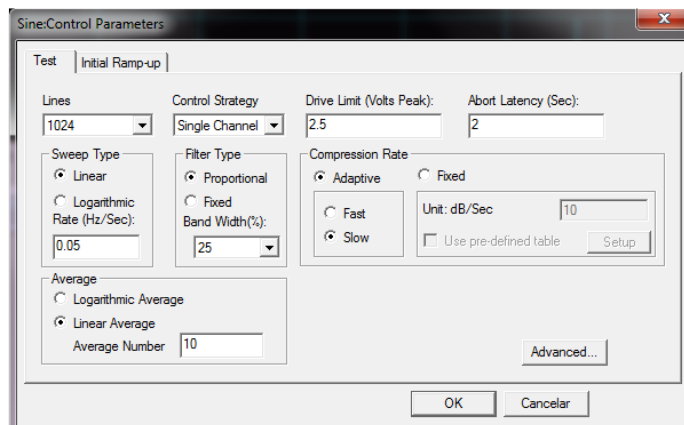 Sine:Control Parameters
Test
Initial Ramp-up
Lines
Control Strategy
Drive Limit (Volts Peak):
Abort Latency (Sec):
1024
Single Channel
2.5
2
Sweep Type
Linear
Logarithmic
Rate (Hz/Sec):
0.05
Filter Type
Proportional
Fixed
Band Width(%):
25
Compression Rate
Adaptive
Fixed
Fast
Slow
Unit: dB/Sec
10
Use pre-defined table
Setup
Average
Logarithmic Average
Linear Average
Average Number
10
Advanced...
OK
Cancelar